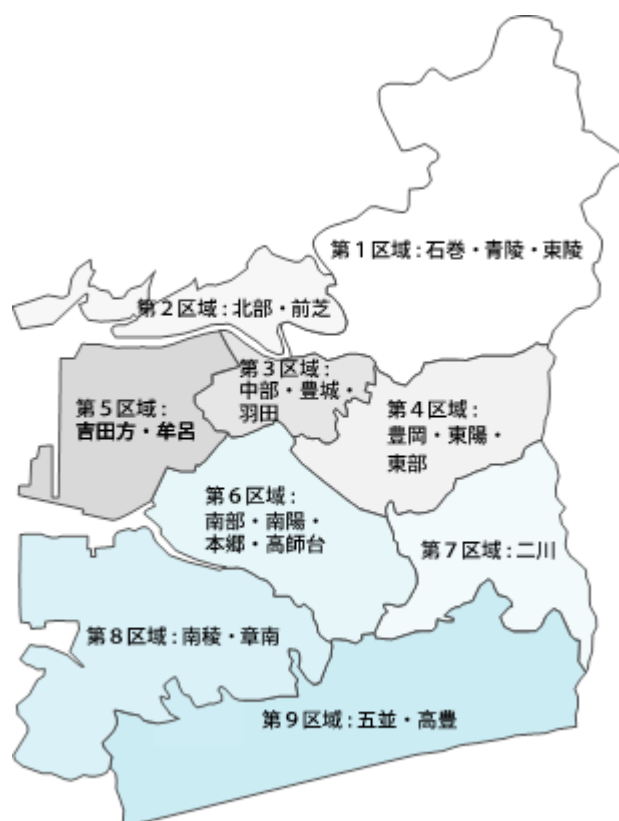 第1区域:石巻・青陵・東陵
第2区域:北部・前芝
第3区域:
中部・豊城・
羽田
第4区域:
豊岡・東陽・
東部
第5区域:
吉田方・牟呂
第6区域:
南部・南陽・
本郷・高師台
第7区域:二川
第8区域:南稜・章南
第9区域:五並・高豊